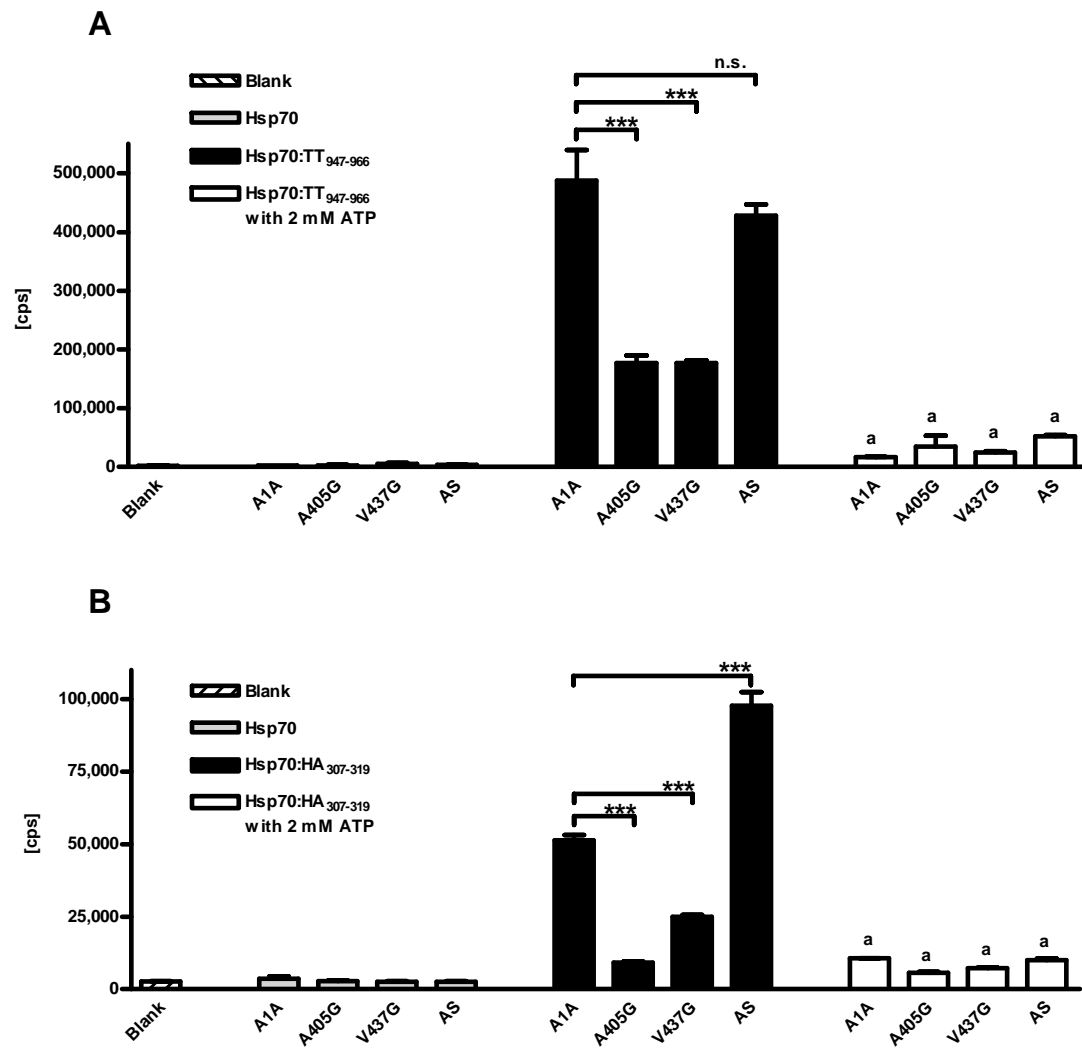 A
Blank
Hsp70
Hsp70:TT947-966
Hsp70:TT947-966
with 2 mM ATP
n.s.
***
***
500,000
400,000
300,000
200,000
100,000
0
[cps]
a a a a
Blank A1A A405G V437G AS A1A A405G V437G AS A1A A405G V437G AS
B
Blank
Hsp70
Hsp70:HA307-319
Hsp70:HA307-319
with 2 mM ATP
***
***
***
100,000
75,000
50,000
25,000
0
[cps]
a a a a
Blank A1A A405G V437G AS A1A A405G V437G AS A1A A405G V437G AS